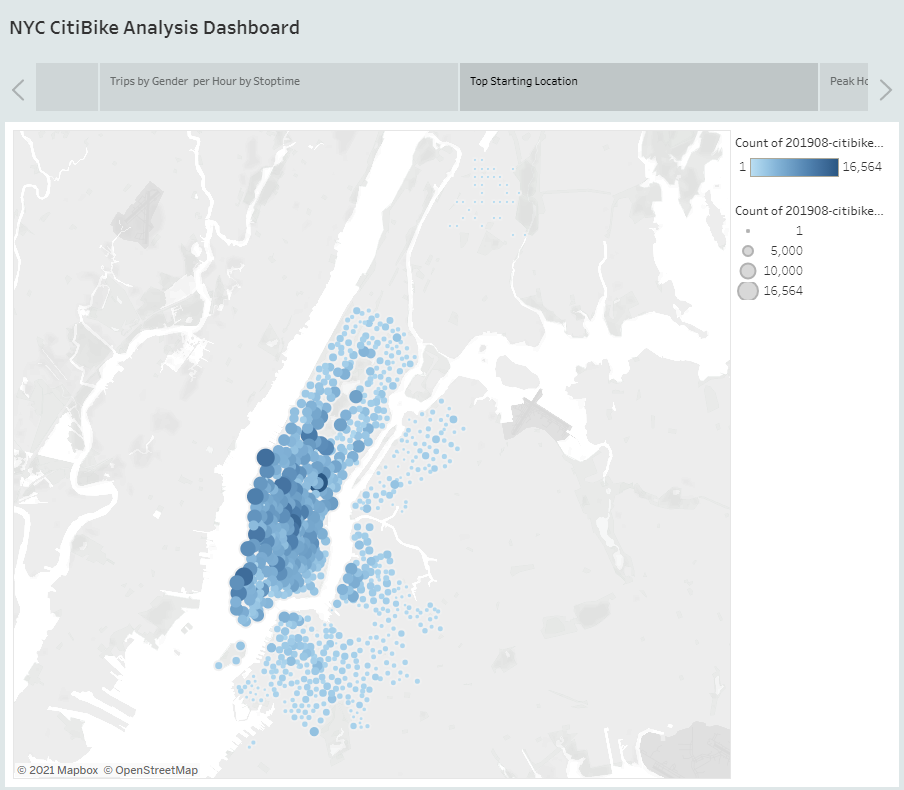 NYC CitiBike Analysis Dashboard
Trips by Gender per Hour by Stoptime
Top Starting Location
Peak Ho
Count of 201908-citibike...
1 16,564
Count of 201908-citibike...
1
5,000
10,000
16,564
© 2021 Mapbox © OpenStreetMap